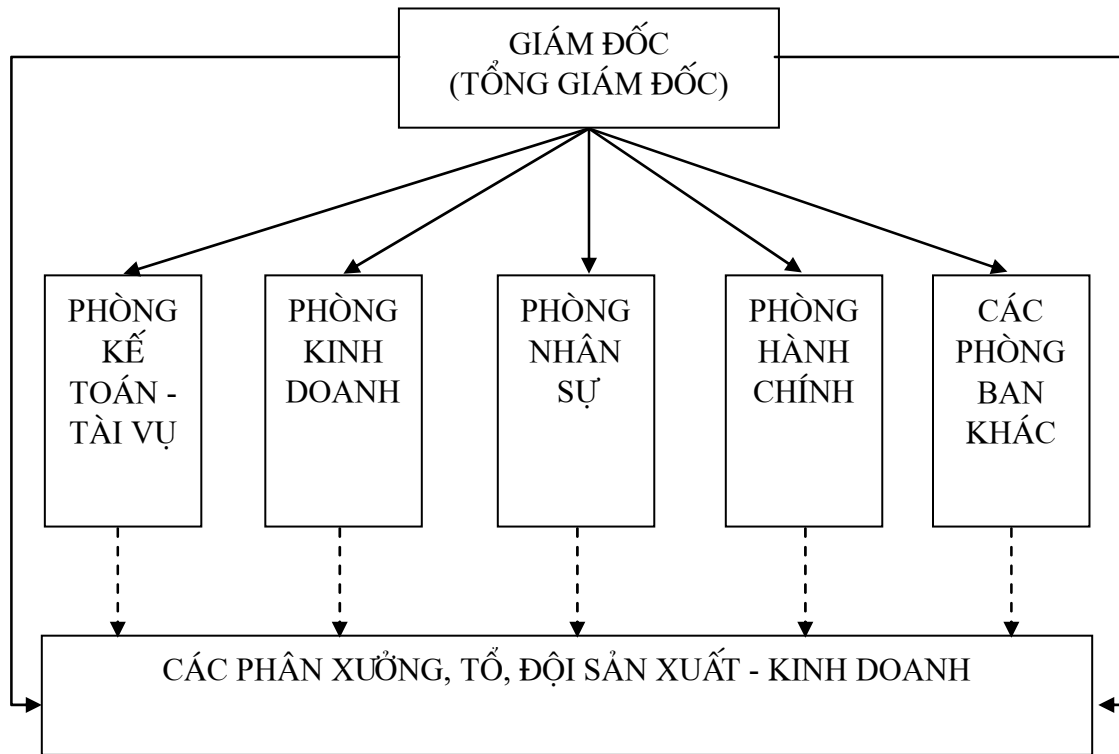 GIÁM ĐỐC
(TỔNG GIÁM ĐỐC)
PHÒNG
KẾ
TOÁN -
TÀI VỤ
PHÒNG
KINH
DOANH
PHÒNG
NHÂN
SỰ
PHÒNG
HÀNH
CHÍNH
CÁC
PHÒNG
BAN
KHÁC
CÁC PHÂN XƯỞNG, TỔ, ĐỘI SẢN XUẤT - KINH DOANH